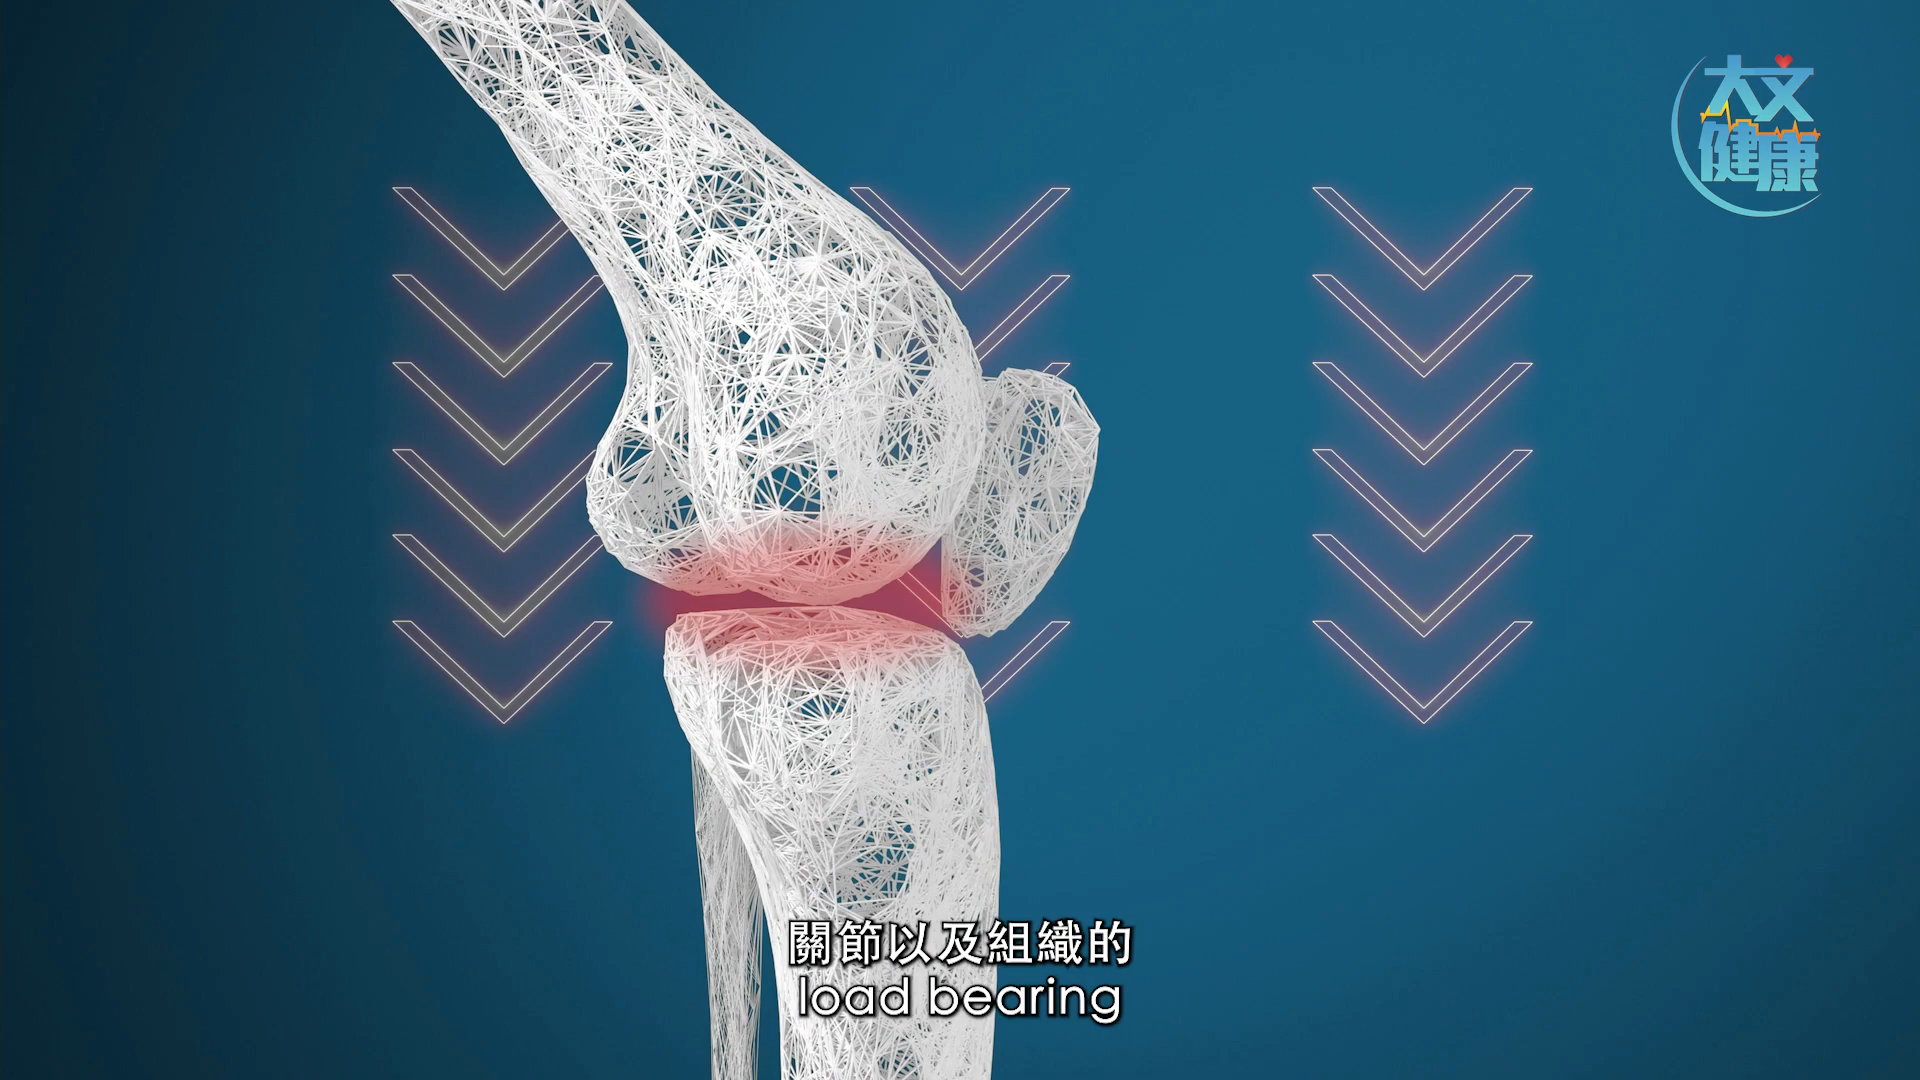 大文
健康
關節以及組織的
load bearing